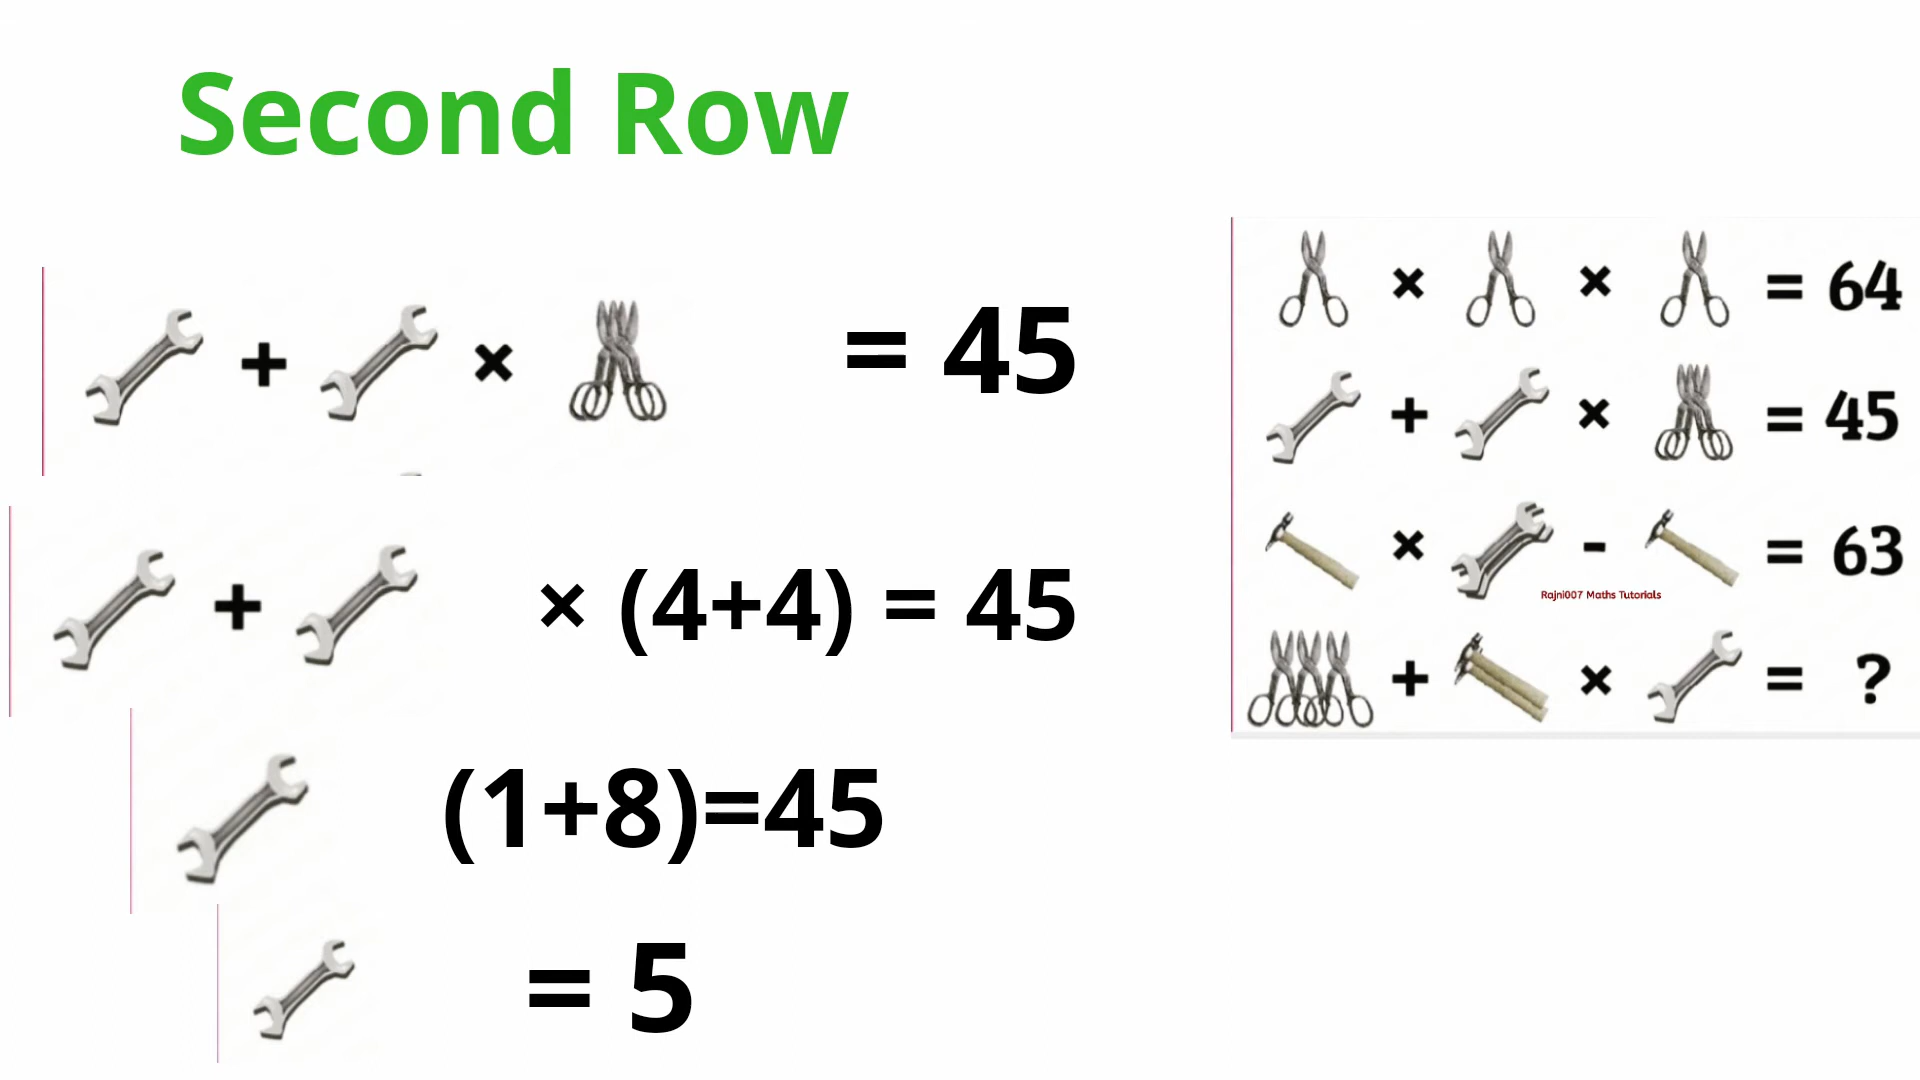 Second Row
+ × = 45
+ × (4+4) = 45
(1+8)=45
= 5
× × = 64
+ × = 45
× - = 63
Rajni007 Maths Tutorials
+ × = ?